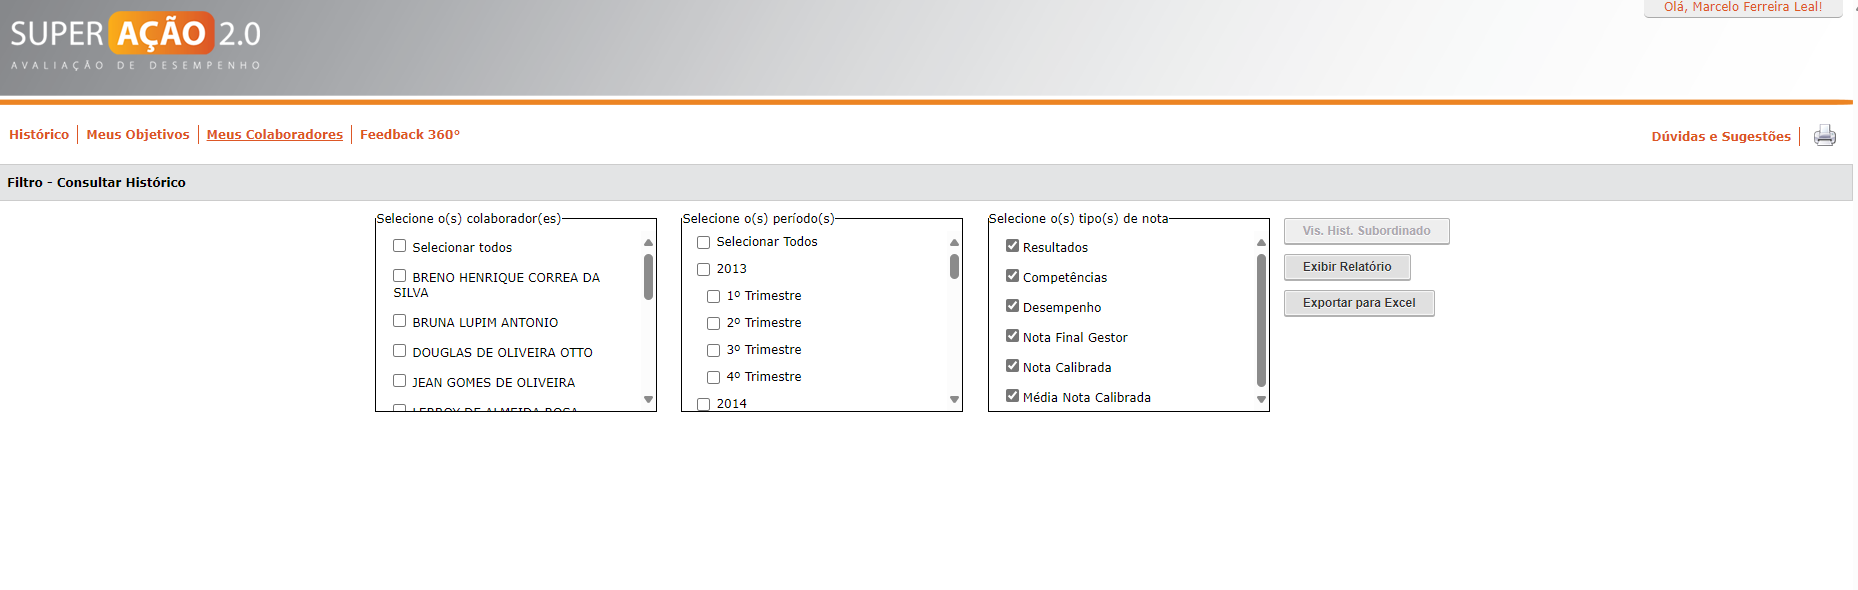 Olá, Marcelo Ferreira Leal!
SUPER AÇÃO 2.0
AVALIAÇÃO DE DESEMPENHO
Histórico
Meus Objetivos
Meus Colaboradores
Feedback 360°
Dúvidas e Sugestões
Filtro - Consultar Histórico
Selecione o(s) colaborador(es)
Selecionar todos
BRENO HENRIQUE CORREA DA
SILVA
BRUNA LUPIM ANTONIO
DOUGLAS DE OLIVEIRA OTTO
JEAN GOMES DE OLIVEIRA
Selecione o(s) período(s)
Selecionar Todos
2013
1º Trimestre
2º Trimestre
3º Trimestre
4º Trimestre
2014
Selecione o(s) tipo(s) de nota
Resultados
Competências
Desempenho
Nota Final Gestor
Nota Calibrada
Média Nota Calibrada
Vis. Hist. Subordinado
Exibir Relatório
Exportar para Excel